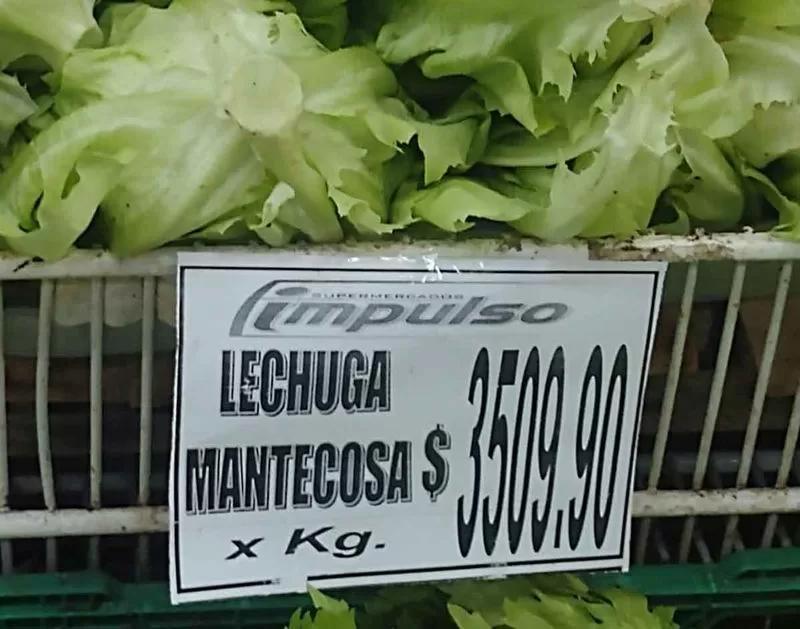 SUPERMERCADOS
impulso
LECHUGA
MANTECOSA $ 3509.90
x Kg.